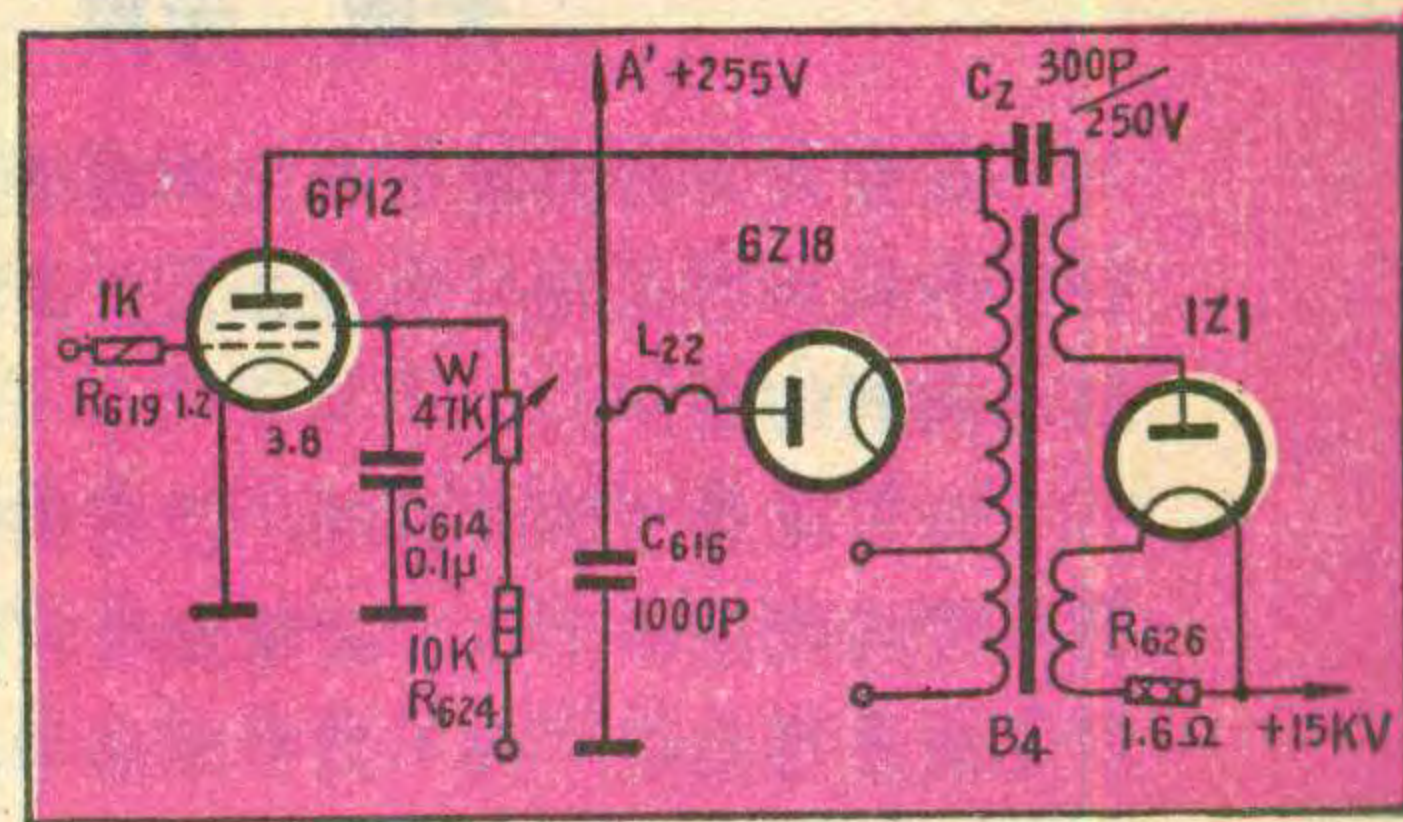 A' +255V
C2 300P/250V
6P12
6Z18
1Z1
1K
R619
1.2
3.8
W
47K
L22
C614
0.1μ
C616
1000P
10K
R624
R626
1.6Ω
B4
+15KV